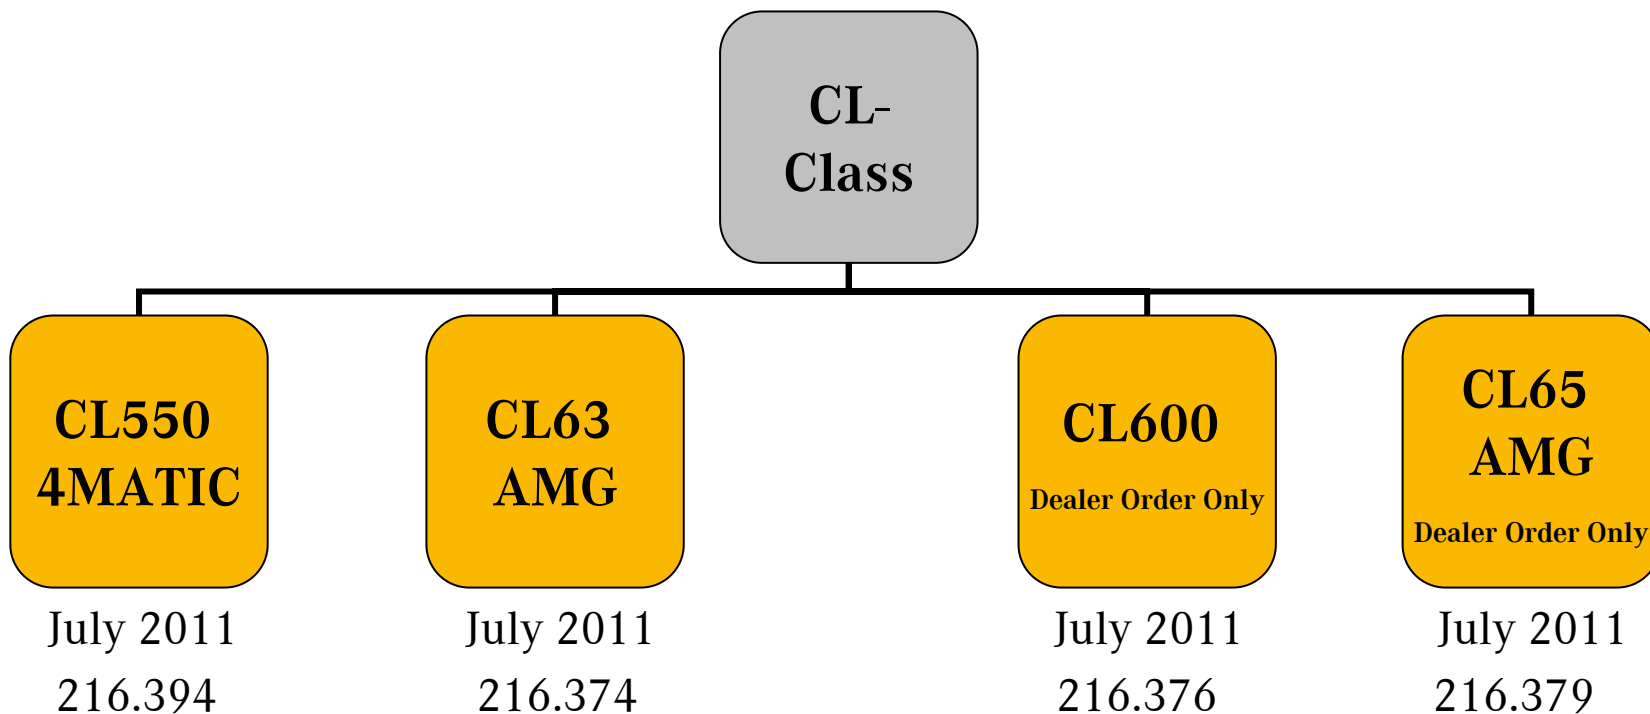 CL-
Class
CL550
4MATIC
July 2011
216.394
CL63
AMG
July 2011
216.374
CL600
Dealer Order Only
July 2011
216.376
CL65
AMG
Dealer Order Only
July 2011
216.379